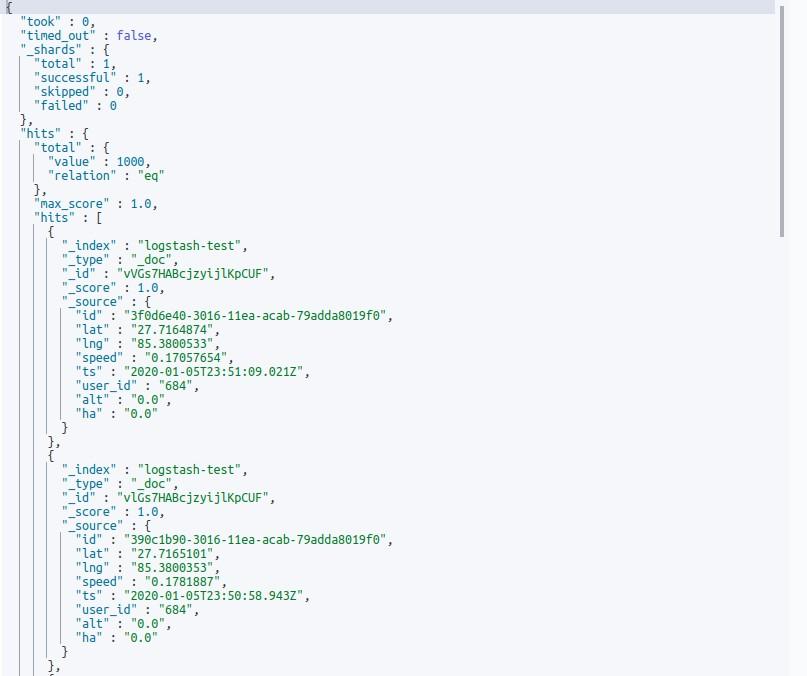 {
"took" : 0,
"timed_out" : false,
"_shards" : {
"total" : 1,
"successful" : 1,
"skipped" : 0,
"failed" : 0
},
"hits" : {
"total" : {
"value" : 1000,
"relation" : "eq"
},
"max_score" : 1.0,
"hits" : [
{
"_index" : "logstash-test",
"_type" : "_doc",
"_id" : "vVGs7HABcjzyijlKpCUF",
"_score" : 1.0,
"_source" : {
"id" : "3f0d6e40-3016-11ea-acab-79adda8019f0",
"lat" : "27.7164874",
"lng" : "85.3800533",
"speed" : "0.17057654",
"ts" : "2020-01-05T23:51:09.021Z",
"user_id" : "684",
"alt" : "0.0",
"ha" : "0.0"
}
},
{
"_index" : "logstash-test",
"_type" : "_doc",
"_id" : "vlGs7HABcjzyijlKpCUF",
"_score" : 1.0,
"_source" : {
"id" : "390c1b90-3016-11ea-acab-79adda8019f0",
"lat" : "27.7165101",
"lng" : "85.3800353",
"speed" : "0.1781887",
"ts" : "2020-01-05T23:50:58.943Z",
"user_id" : "684",
"alt" : "0.0",
"ha" : "0.0"
}
},